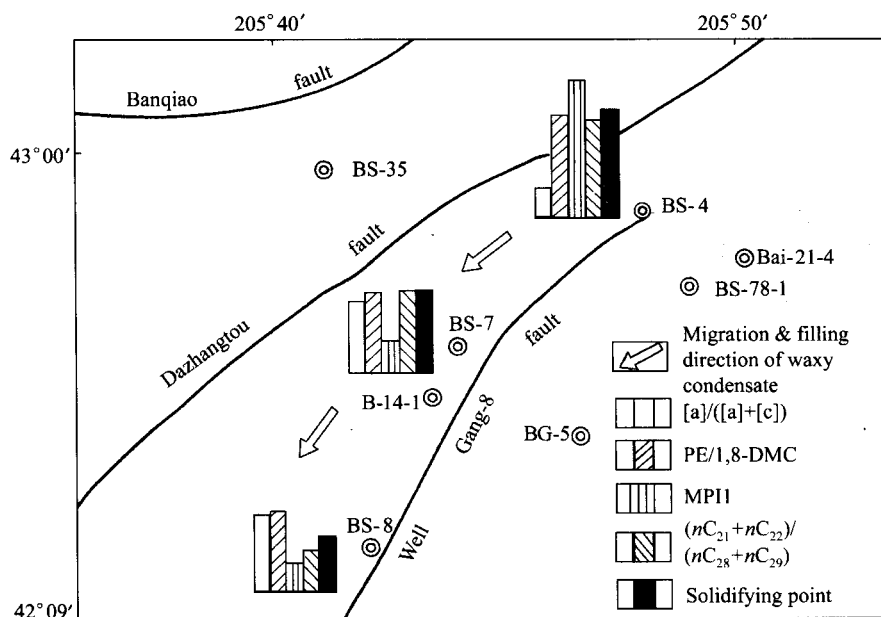 205°40'
205°50'
43°00'
42°09'
Banqiao
fault
BS-35
BS-4
fault
Bai-21-4
BS-78-1
BS-7
fault
Dazhangtou
B-14-1
Gang-8
BG-5
BS-8
Well
Migration & filling
direction of waxy
condensate
[a]/([a]+[c])
PE/1,8-DMC
MPI1
(nC₂₁+nC₂₂)/
(nC₂₈+nC₂₉)
Solidifying point